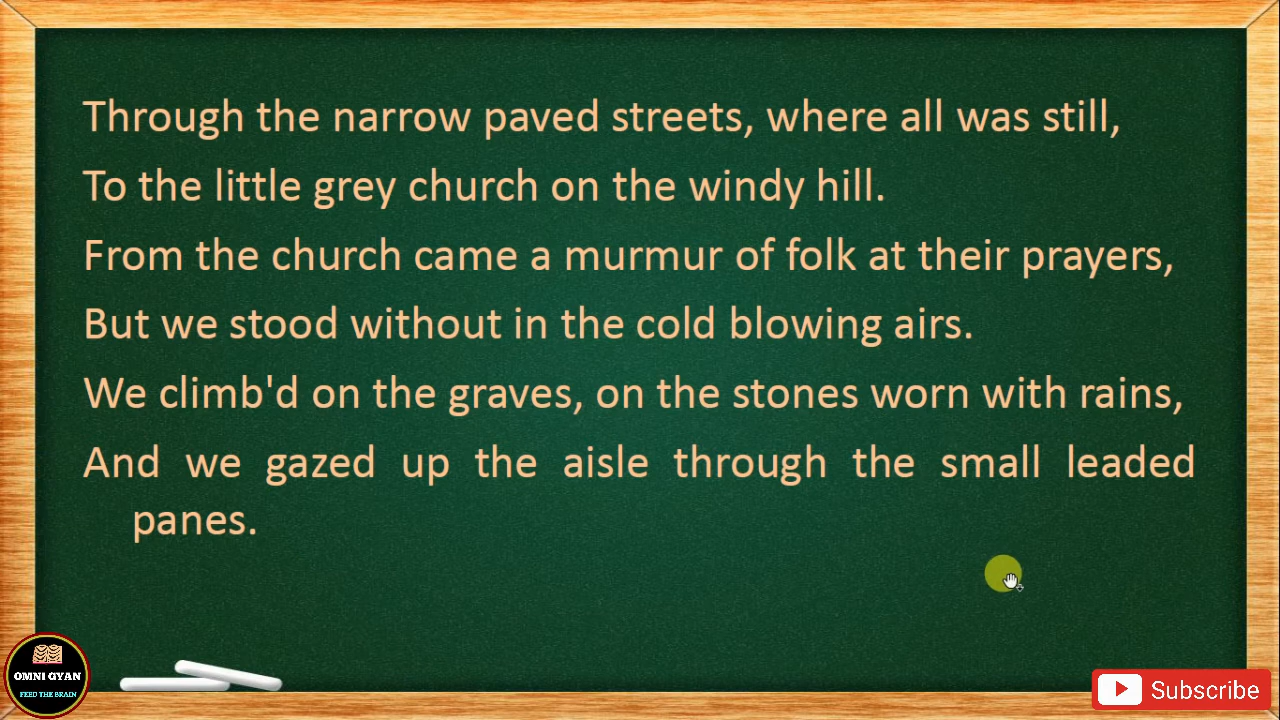 Through the narrow paved streets, where all was still,
To the little grey church on the windy hill.
From the church came a murmur of folk at their prayers,
But we stood without in the cold blowing airs.
We climb'd on the graves, on the stones worn with rains,
And we gazed up the aisle through the small leaded
panes.
OMNI GYAN
FEED THE BRAIN
Subscribe